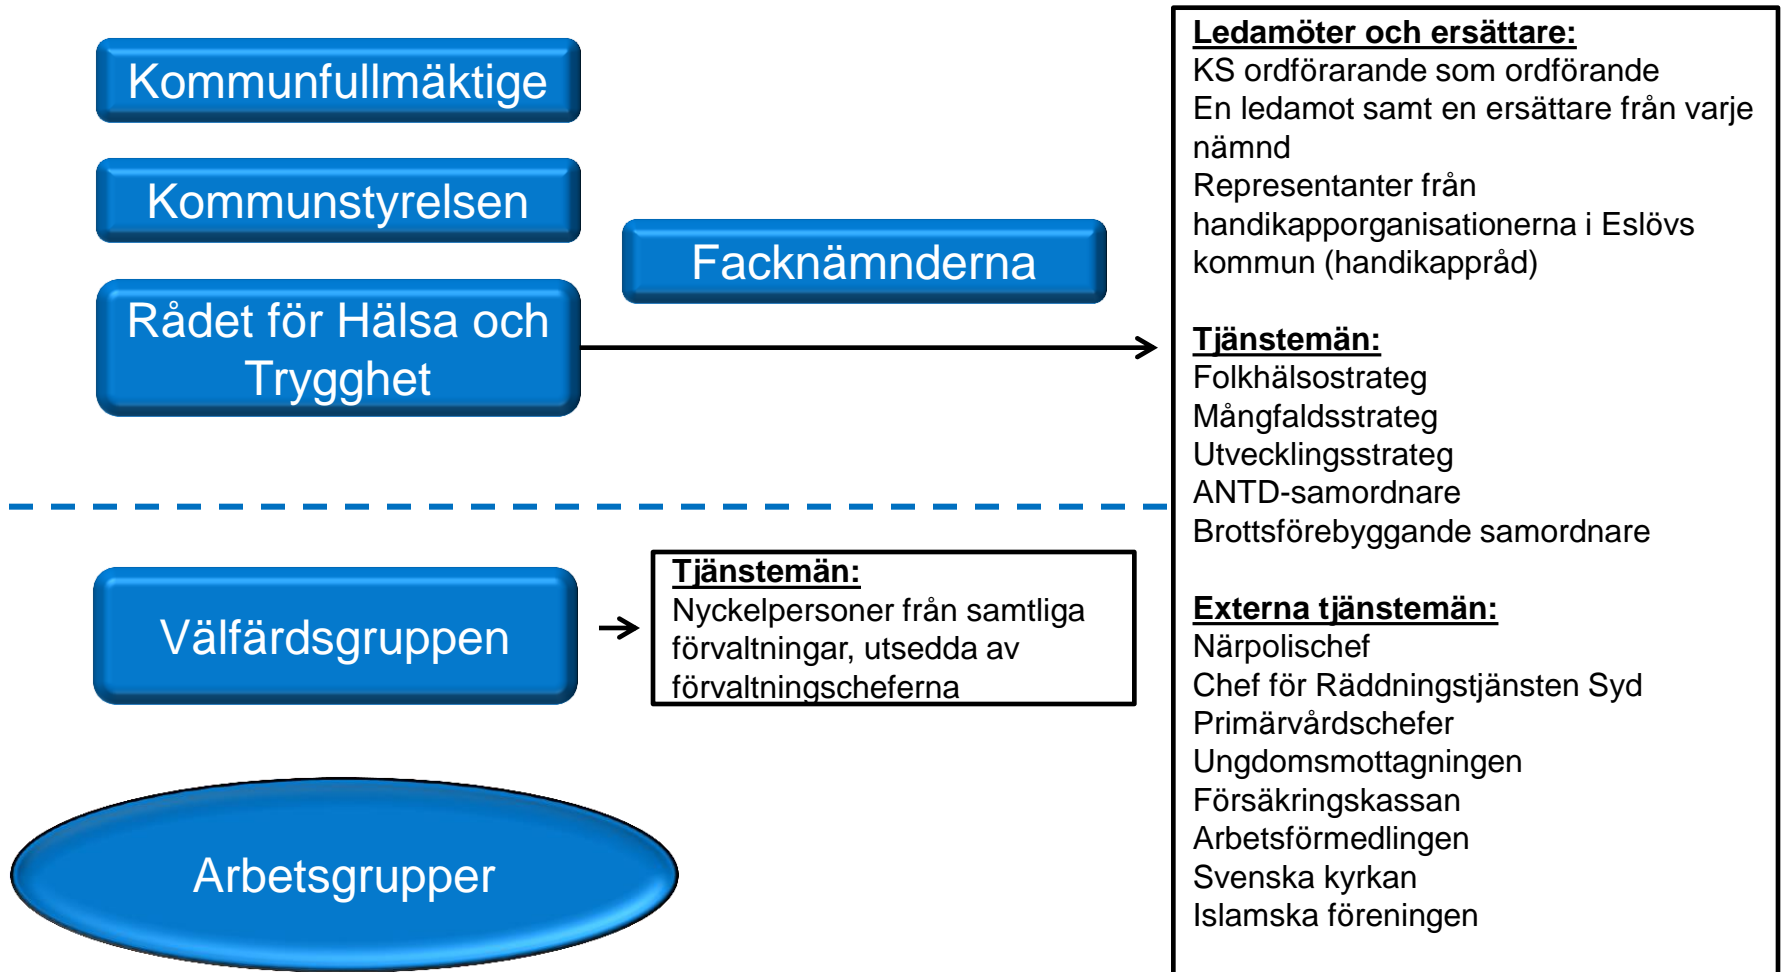 Kommunfullmäktige
Kommunstyrelsen
Rådet för Hälsa och
Trygghet
Facknämnderna
Ledamöter och ersättare:
KS ordförarande som ordförande
En ledamot samt en ersättare från varje
nämnd
Representanter från
handikapporganisationerna i Eslövs
kommun (handikappråd)
Tjänstemän:
Folkhälsostrateg
Mångfaldsstrateg
Utvecklingsstrateg
ANTD-samordnare
Brottsförebyggande samordnare
Externa tjänstemän:
Närpolischef
Chef för Räddningstjänsten Syd
Primärvårdschefer
Ungdomsmottagningen
Försäkringskassan
Arbetsförmedlingen
Svenska kyrkan
Islamska föreningen
Välfärdsgruppen
Tjänstemän:
Nyckelpersoner från samtliga
förvaltningar, utsedda av
förvaltningscheferna
Arbetsgrupper